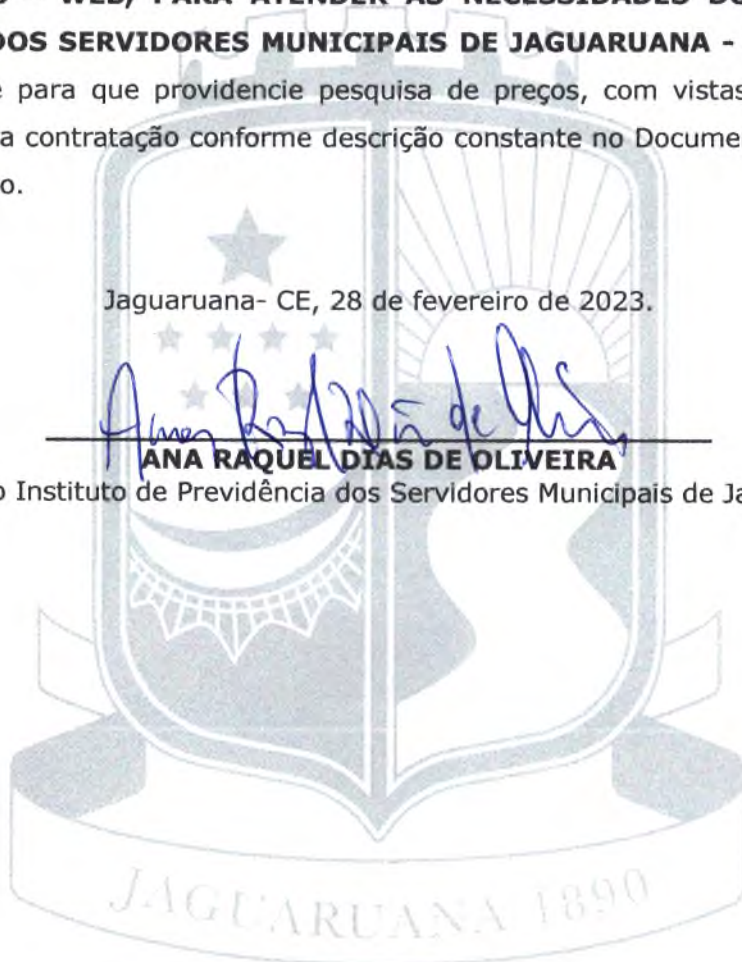 WEB, PARA ATENDER AS NECESSIDADES
DOS SERVIDORES MUNICIPAIS DE JAGUARUANA -
para que providencie pesquisa de preços, com vistas
a contratação conforme descrição constante no Docume
o.
Jaguaruana- CE, 28 de fevereiro de 2023.
ANA RAQUEL DIAS DE OLIVEIRA
o Instituto de Previdência dos Servidores Municipais de Ja
JAGUARUANA 1890